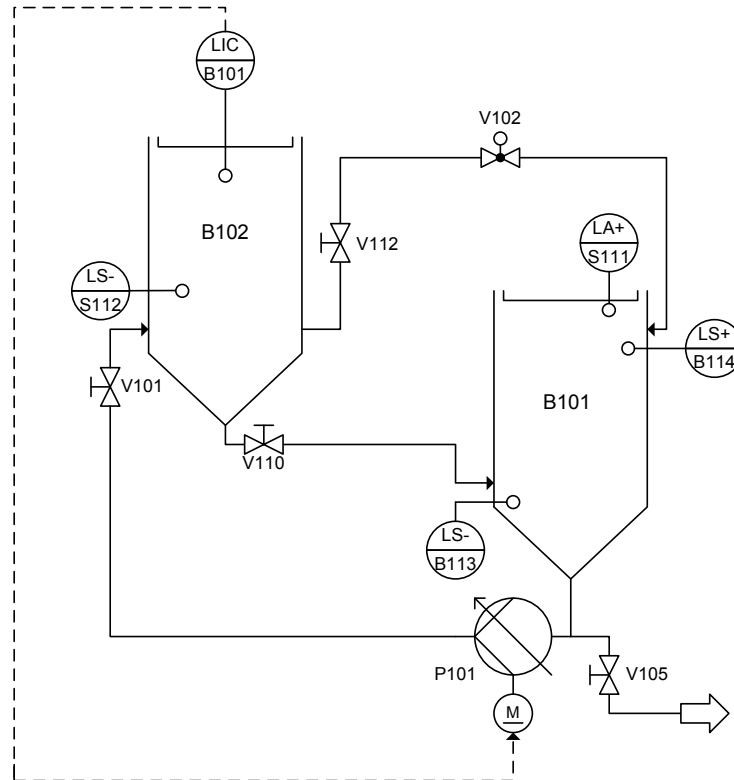 LIC
B101
V102
B102
V112
LA+
S111
LS-
S112
LS+
B114
V101
B101
V110
LS-
B113
P101
V105
M